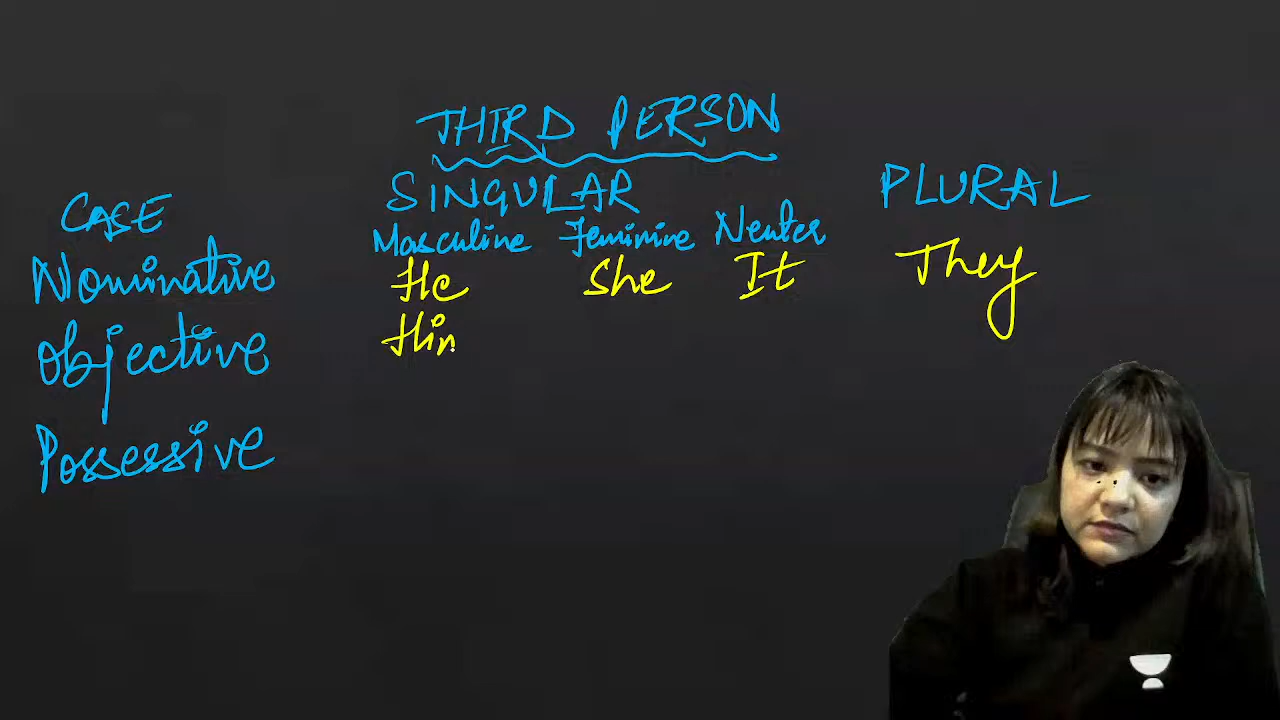 THIRD PERSON
SINGULAR PLURAL
CASE Masculine Feminine Neuter
Nominative He She It They
Objective Him
Possessive